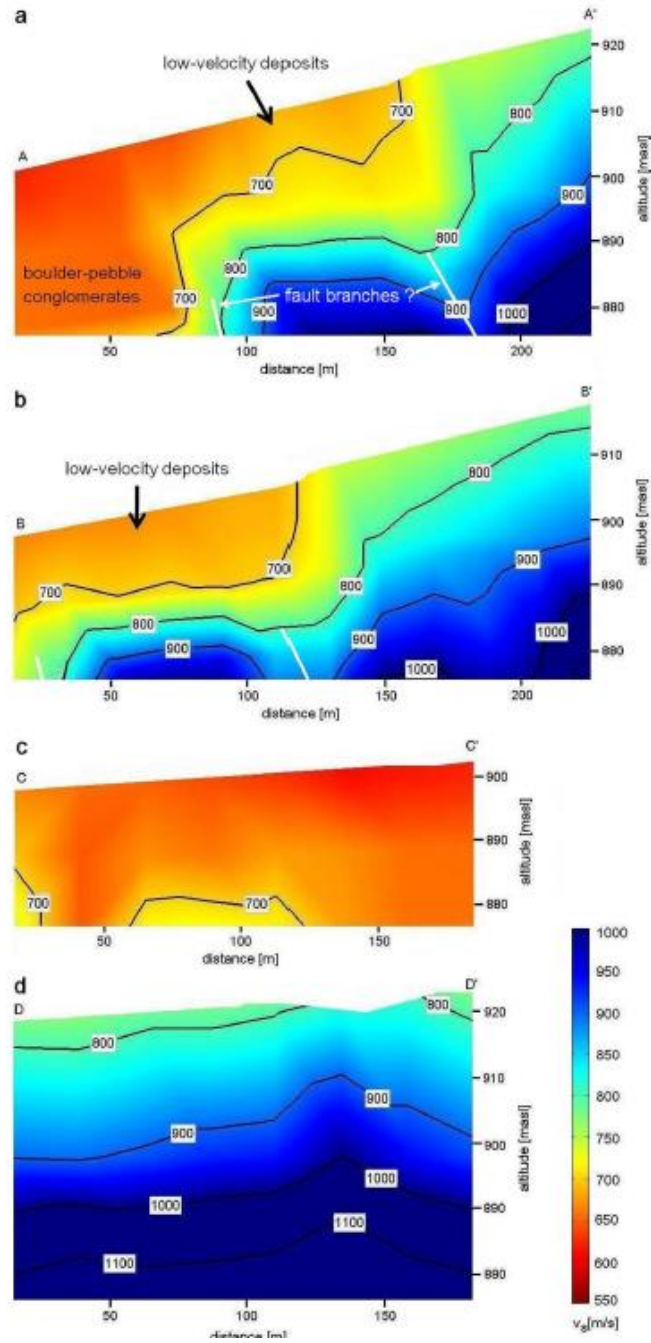 a
A'
920
low-velocity deposits
910
A
700
800
900
altitude [masl]
700
900
800
890
boulder-pebble
conglomerates
700
800
fault branches ?
900
900
1000
880
50
100
150
200
distance [m]
b
B'
low-velocity deposits
910
800
B
900
altitude [masl]
700
700
900
800
890
800
900
900
1000
880
1000
50
100
150
200
distance [m]
c
C'
C
900
890
altitude [masl]
700
700
880
50
100
150
distance [m]
1000
950
900
850
800
750
700
650
600
550
vs[m/s]
d
D'
D
800
920
800
910
900
900
900
altitude [masl]
1000
1000
890
1100
1100
880
50
100
150
distance [m]